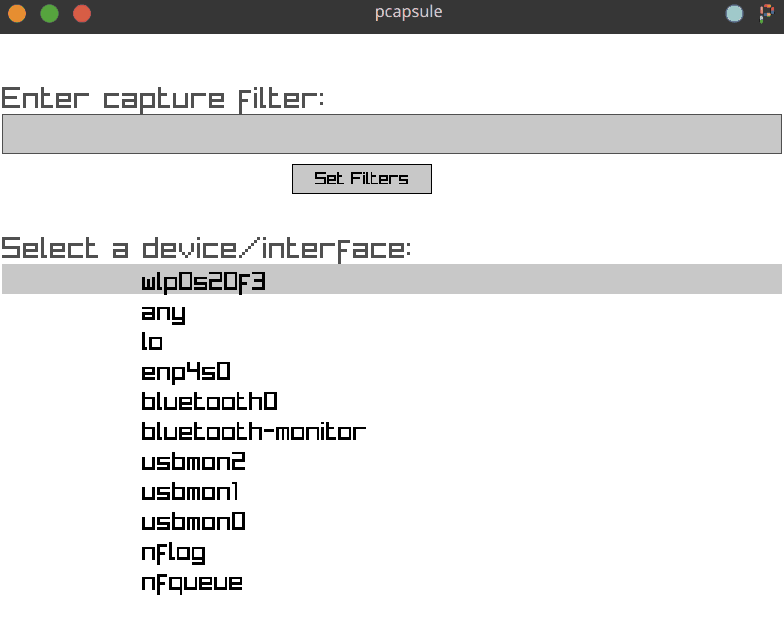 pcapsule
Enter capture filter:
Set Filters
Select a device/interface:
wlp0s20f3
any
lo
enp4s0
bluetooth0
bluetooth-monitor
usbmon2
usbmon1
usbmon0
nflog
nfqueue